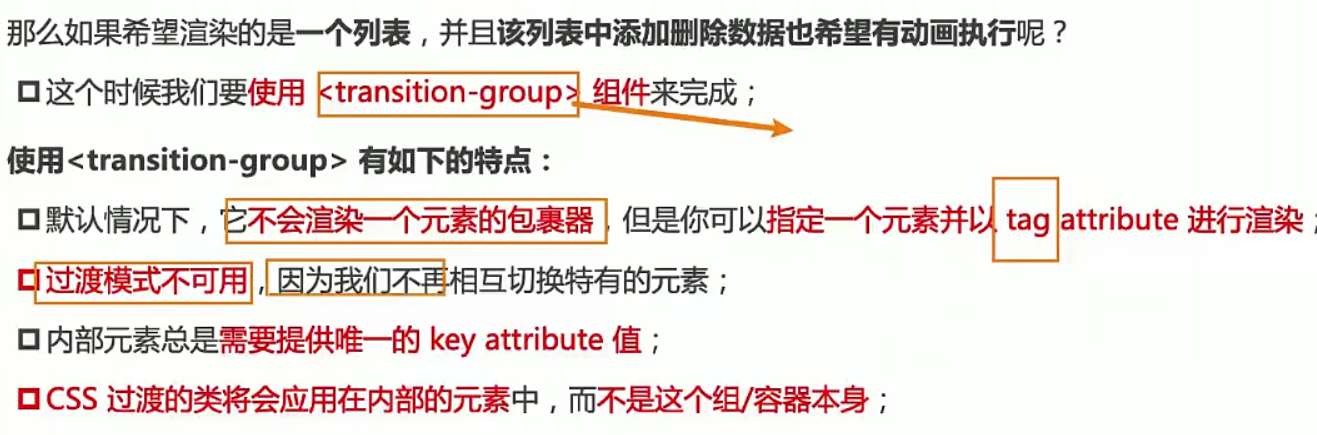 那么如果希望渲染的是一个列表，并且该列表中添加删除数据也希望有动画执行呢？
这个时候我们要使用 <transition-group> 组件来完成；
使用<transition-group> 有如下的特点：
默认情况下，它不会渲染一个元素的包裹器，但是你可以指定一个元素并以 tag attribute 进行渲染；
过渡模式不可用，因为我们不再相互切换特有的元素；
内部元素总是需要提供唯一的 key attribute 值；
CSS 过渡的类将会应用在内部的元素中，而不是这个组/容器本身；